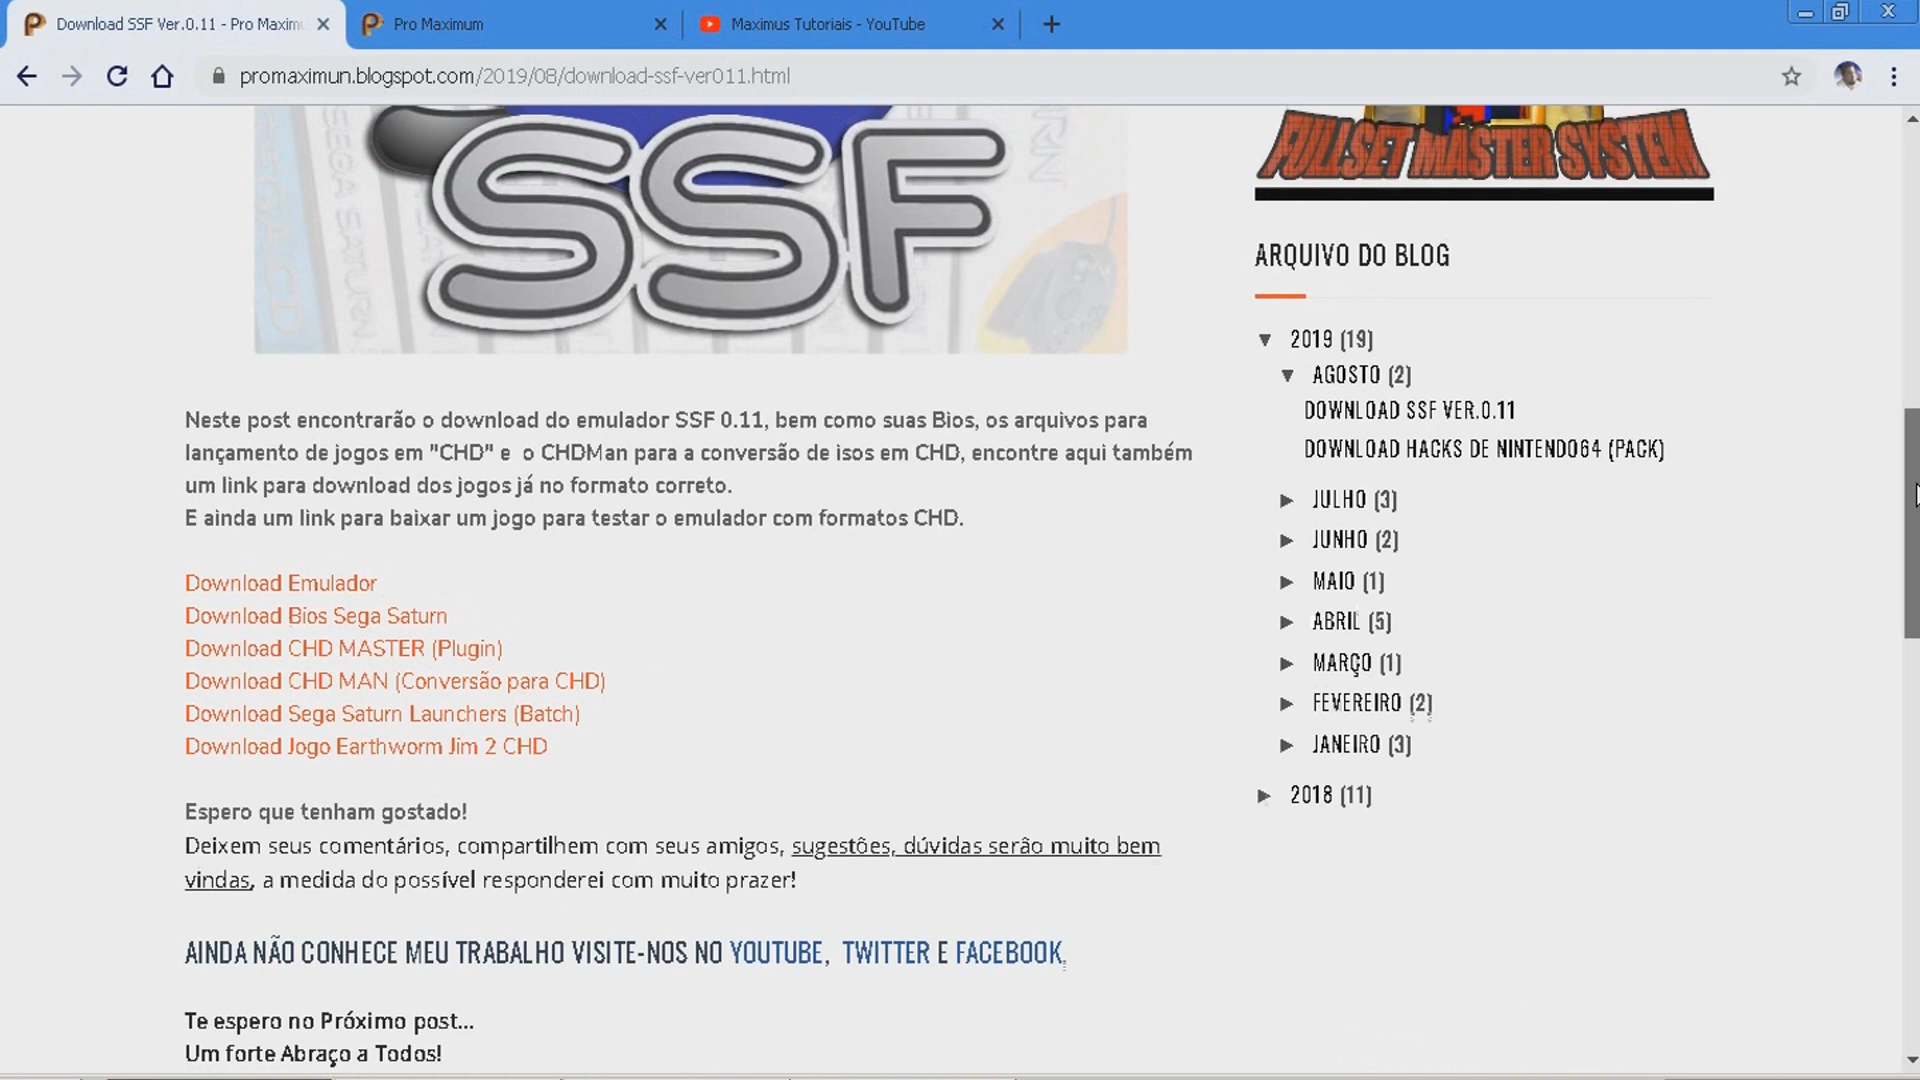 Download SSF Ver.0.11 - Pro Maximu
Pro Maximum
Maximus Tutoriais - YouTube
promaximun.blogspot.com/2019/08/download-ssf-ver011.html
SEGA SATURN
SSF
FULLSET MASTER SYSTEM
Neste post encontrarão o download do emulador SSF 0.11, bem como suas Bios, os arquivos para
lançamento de jogos em "CHD" e o CHDMan para a conversão de isos em CHD, encontre aqui também
um link para download dos jogos já no formato correto.
E ainda um link para baixar um jogo para testar o emulador com formatos CHD.
Download Emulador
Download Bios Sega Saturn
Download CHD MASTER (Plugin)
Download CHD MAN (Conversão para CHD)
Download Sega Saturn Launchers (Batch)
Download Jogo Earthworm Jim 2 CHD
Espero que tenham gostado!
Deixem seus comentários, compartilhem com seus amigos, sugestões, dúvidas serão muito bem
vindas, a medida do possível responderei com muito prazer!
AINDA NÃO CONHECE MEU TRABALHO VISITE-NOS NO YOUTUBE, TWITTER E FACEBOOK.
Te espero no Próximo post...
Um forte Abraço a Todos!
ARQUIVO DO BLOG
▼ 2019 (19)
▼ AGOSTO (2)
DOWNLOAD SSF VER.0.11
DOWNLOAD HACKS DE NINTENDO64 (PACK)
► JULHO (3)
► JUNHO (2)
► MAIO (1)
► ABRIL (5)
► MARÇO (1)
► FEVEREIRO (2)
► JANEIRO (3)
► 2018 (11)